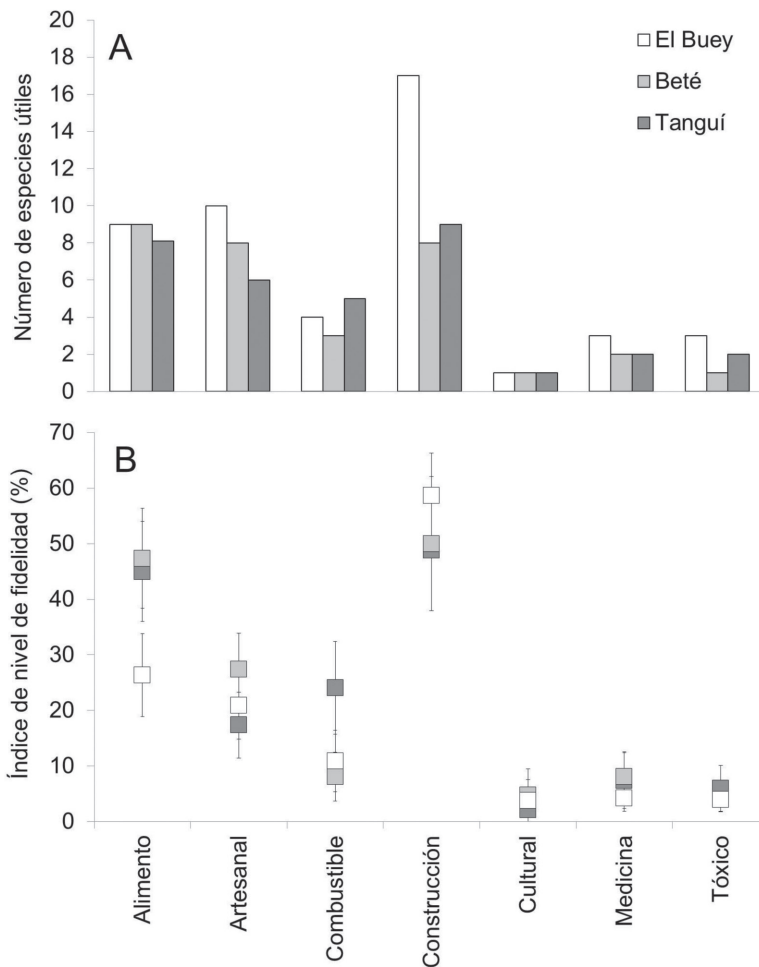 A
El Buey
Beté
Tanguí
Número de especies útiles
20
18
16
14
12
10
8
6
4
2
0
B
Índice de nivel de fidelidad (%)
70
60
50
40
30
20
10
0
Alimento
Artesanal
Combustible
Construcción
Cultural
Medicina
Tóxico